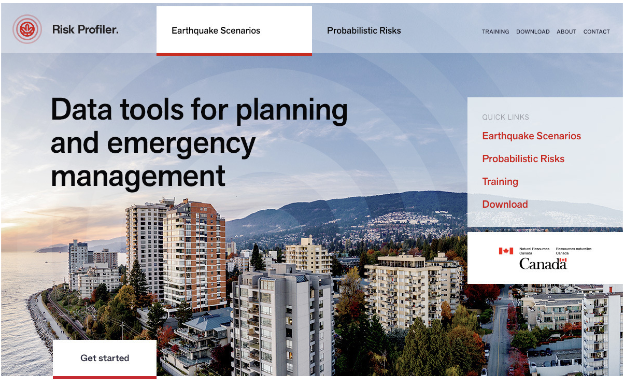 Risk Profiler.
Earthquake Scenarios
Probabilistic Risks
TRAINING DOWNLOAD ABOUT CONTACT
Data tools for planning
and emergency
management
QUICK LINKS
Earthquake Scenarios
Probabilistic Risks
Training
Download
Natural Resources Ressources naturelles
Canada Canada
Canada
Get started